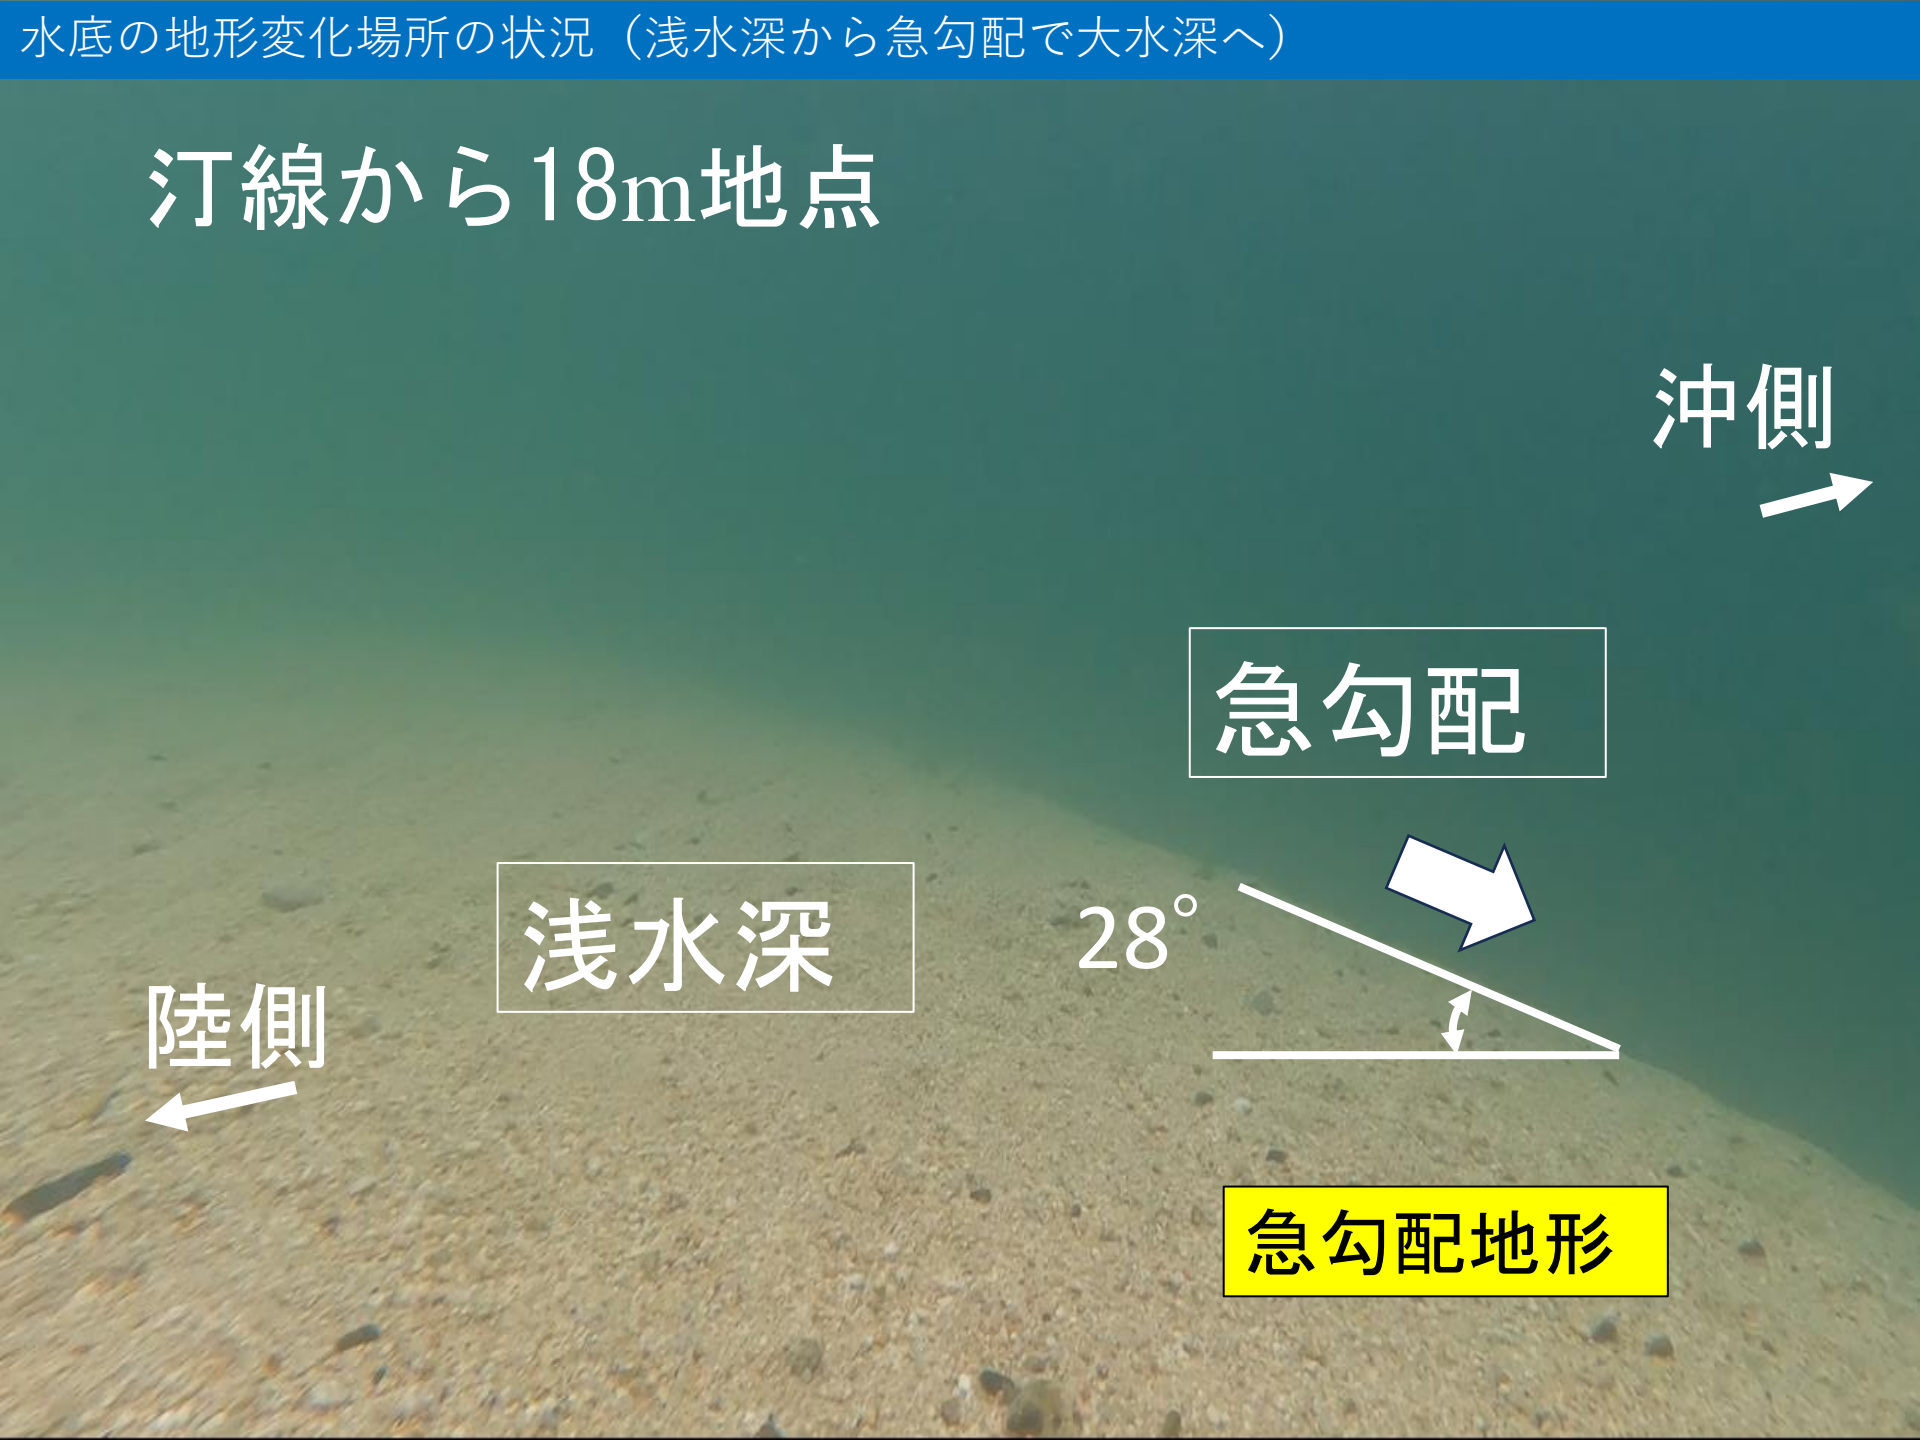 水底の地形変化場所の状況（浅水深から急勾配で大水深へ）
汀線から18m地点
沖側
急勾配
浅水深
28°
陸側
急勾配地形